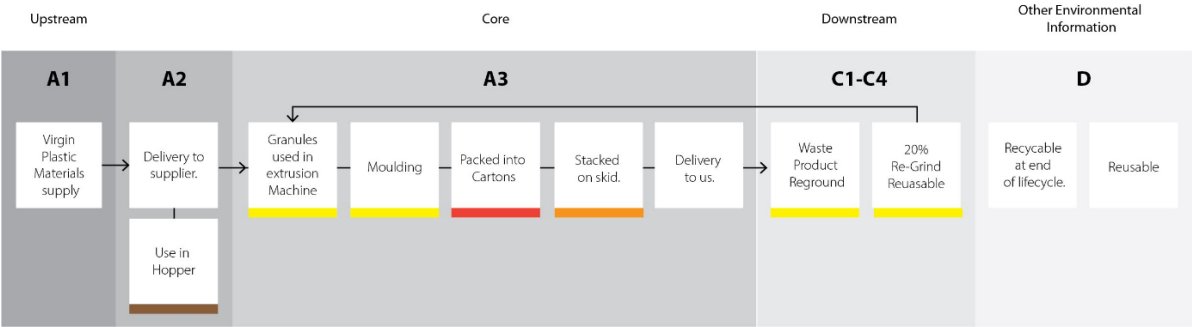 Upstream
Core
Downstream
Other Environmental
Information
A1
A2
A3
C1-C4
D
Virgin
Plastic
Materials
supply
Delivery to
supplier.
Use in
Hopper
Granules
used in
extrusion
Machine
Moulding
Packed into
Cartons
Stacked
on skid.
Delivery
to us.
Waste
Product
Reground
20%
Re-Grind
Reuasable
Recycable
at end
of lifecycle.
Reusable